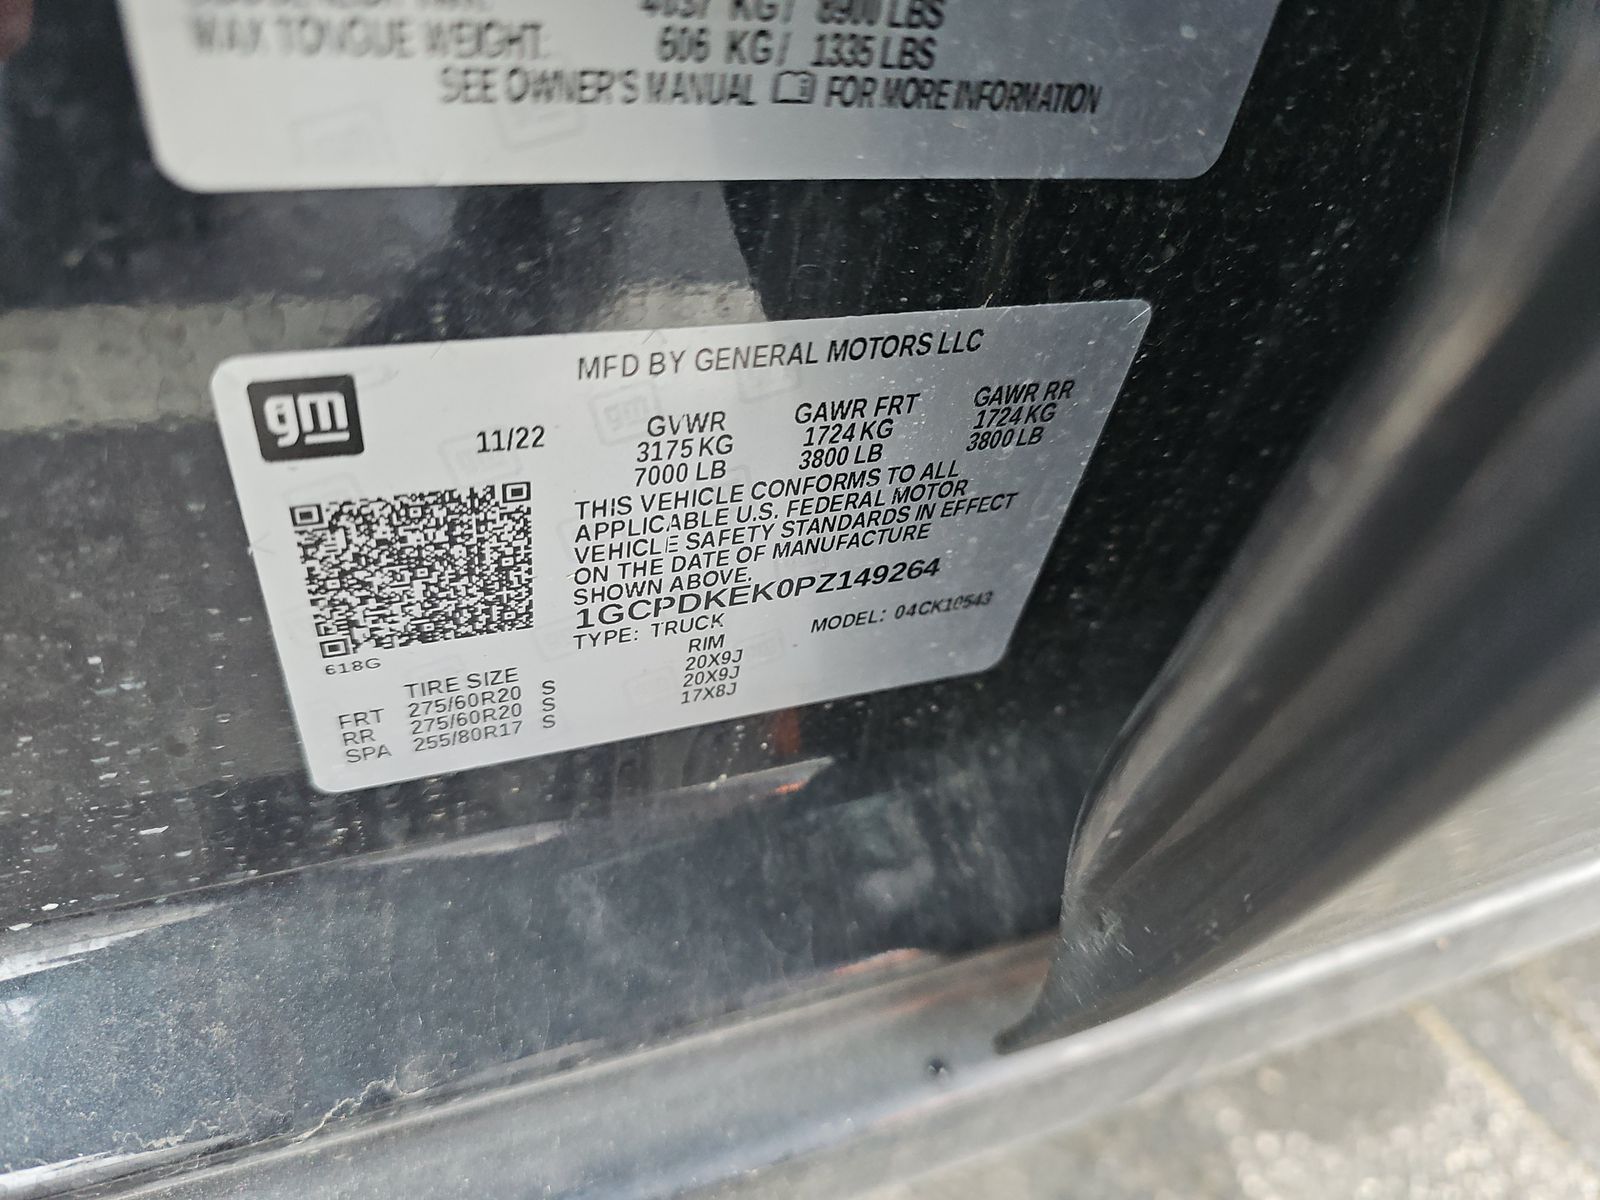 4037 KG / 8900 LBS
MAX TONGUE WEIGHT: 606 KG / 1335 LBS
SEE OWNER'S MANUAL FOR MORE INFORMATION
gm
MFD BY GENERAL MOTORS LLC
11/22 GVWR GAWR FRT GAWR RR
3175 KG 1724 KG 1724 KG
7000 LB 3800 LB 3800 LB
THIS VEHICLE CONFORMS TO ALL
APPLICABLE U.S. FEDERAL MOTOR
VEHICLE SAFETY STANDARDS IN EFFECT
ON THE DATE OF MANUFACTURE
SHOWN ABOVE.
1GCPDKEK0PZ149264
TYPE: TRUCK MODEL: 04CK10543
618G
TIRE SIZE RIM
FRT 275/60R20 S 20X9J
RR 275/60R20 S 20X9J
SPA 255/80R17 S 17X8J